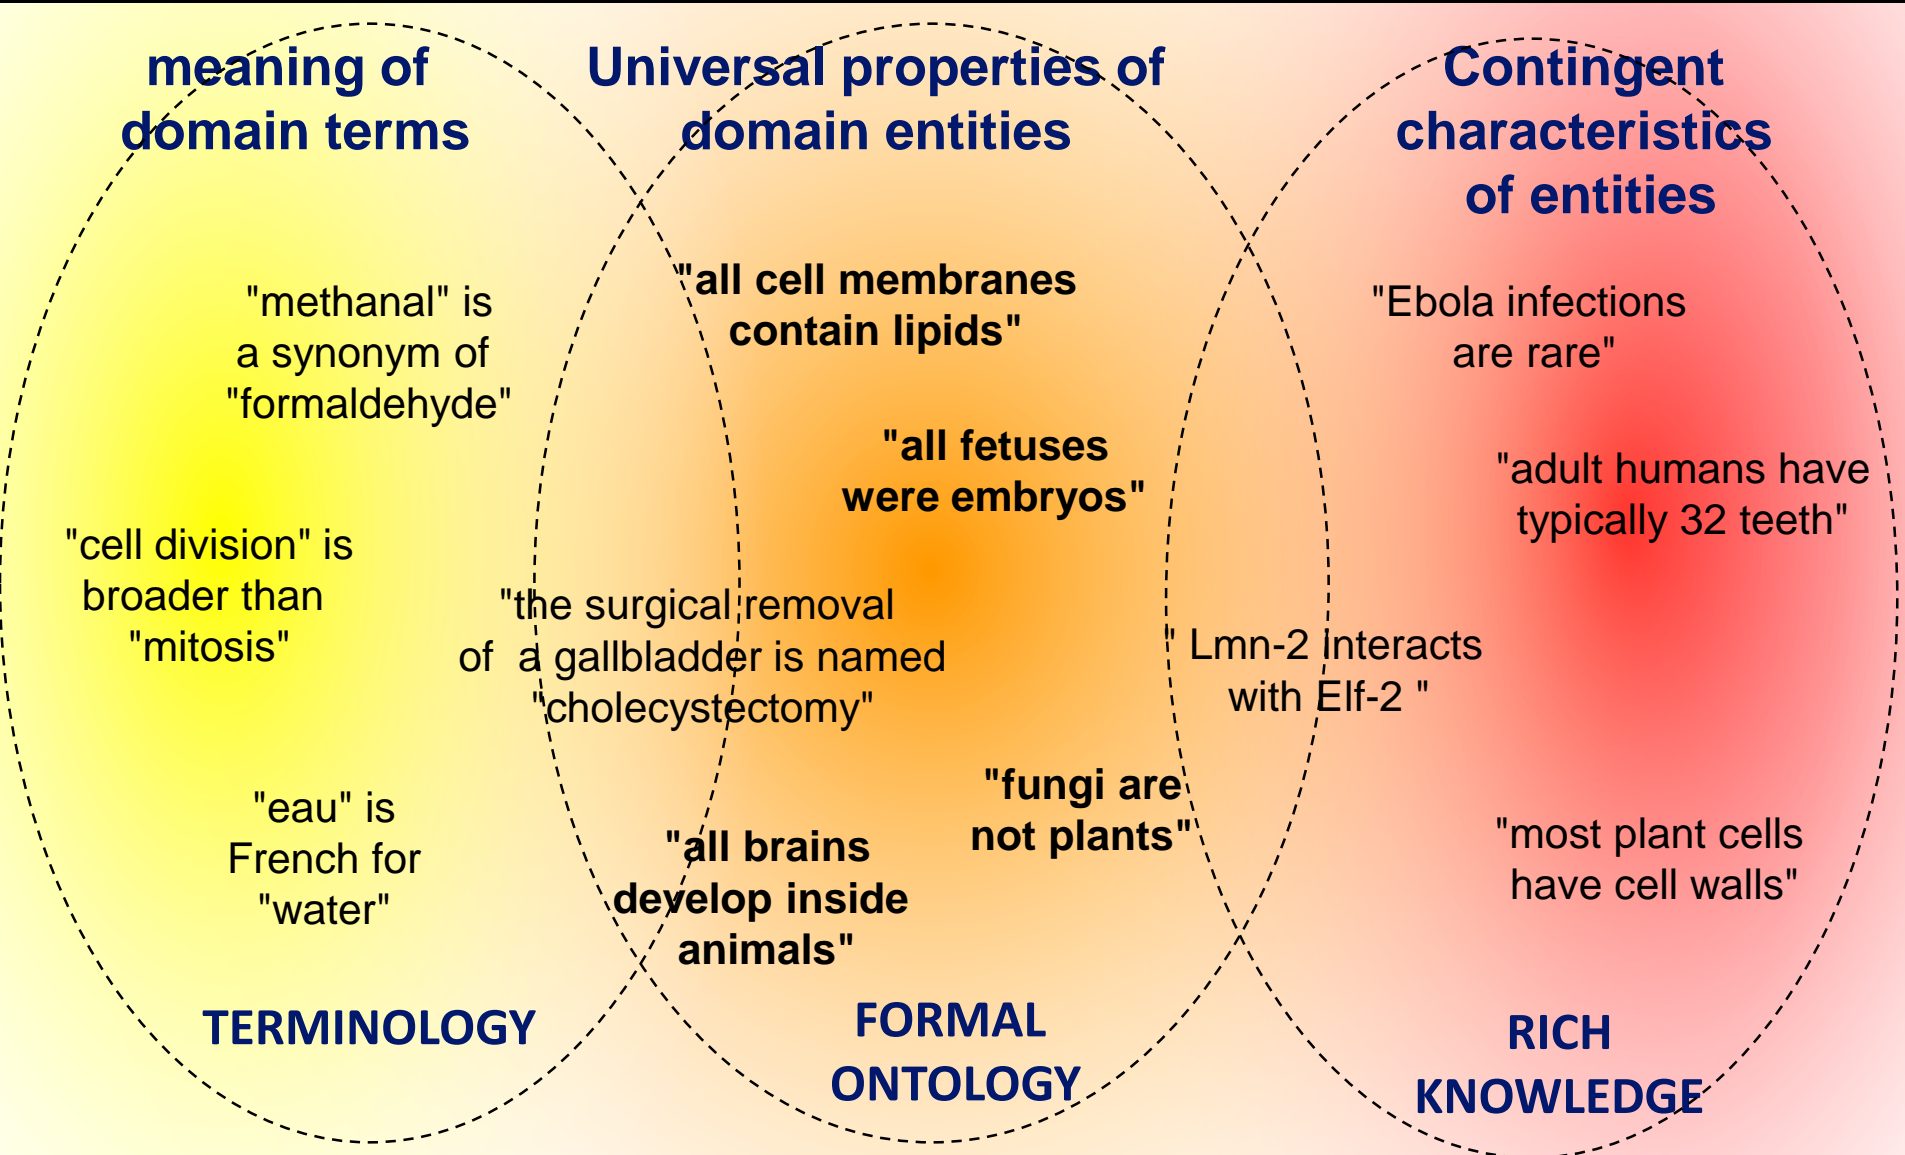 meaning of
domain terms
Universal properties of
domain entities
Contingent
characteristics
of entities
"methanal" is
a synonym of
"formaldehyde"
"cell division" is
broader than
"mitosis"
"eau" is
French for
"water"
TERMINOLOGY
"the surgical removal
of a gallbladder is named
"cholecystectomy"
"all cell membranes
contain lipids"
"all fetuses
were embryos"
"fungi are
not plants"
"all brains
develop inside
animals"
FORMAL
ONTOLOGY
" Lmn-2 interacts
with Elf-2 "
"Ebola infections
are rare"
"adult humans have
typically 32 teeth"
"most plant cells
have cell walls"
RICH
KNOWLEDGE